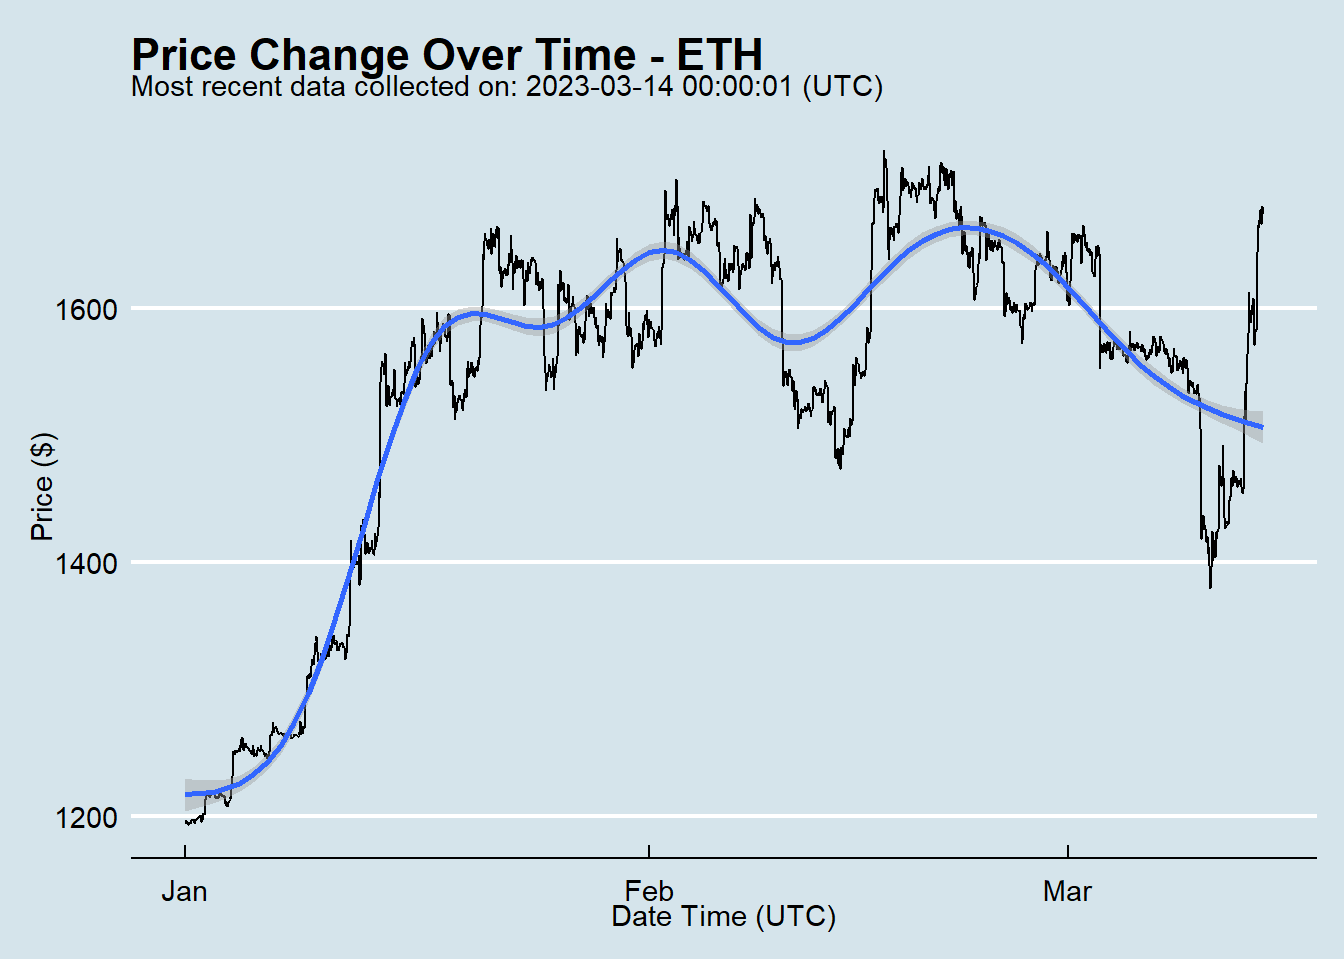 Price Change Over Time - ETH
Most recent data collected on: 2023-03-14 00:00:01 (UTC)
Price ($)
1600
1400
1200
Jan Feb Mar
Date Time (UTC)